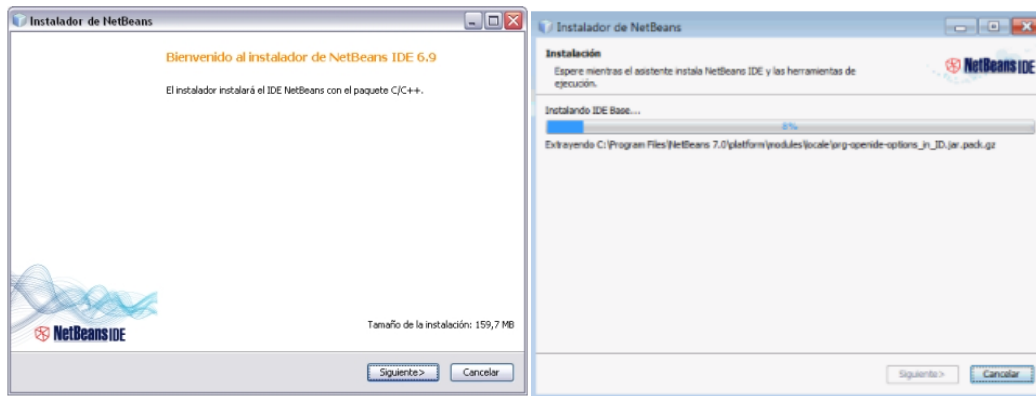 Instalador de NetBeans
Bienvenido al instalador de NetBeans IDE 6.9
El instalador instalará el IDE NetBeans con el paquete C/C++.
NetBeans IDE
Tamaño de la instalación: 159,7 MB
Siguiente >
Cancelar
Instalador de NetBeans
Instalación
Espere mientras el asistente instala NetBeans IDE y las herramientas de
ejecución.
NetBeans IDE
Instalando IDE Base...
8%
Extrayendo C:\Program Files\NetBeans 7.0\platform\modules\locale\org-openide-options_in_ID.jar.pack.gz
Siguiente >
Cancelar